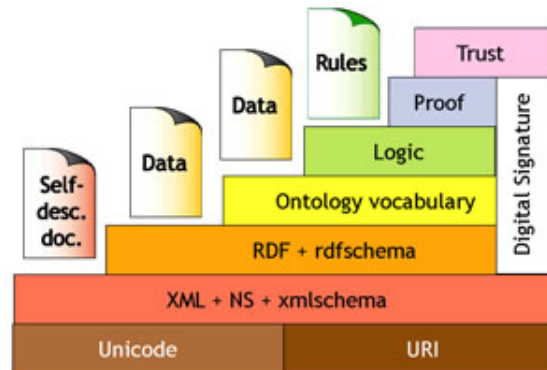 Trust
Rules
Proof
Data
Logic
Data
Ontology vocabulary
Self-
desc.
doc.
RDF + rdfschema
Digital Signature
XML + NS + xmlschema
Unicode
URI